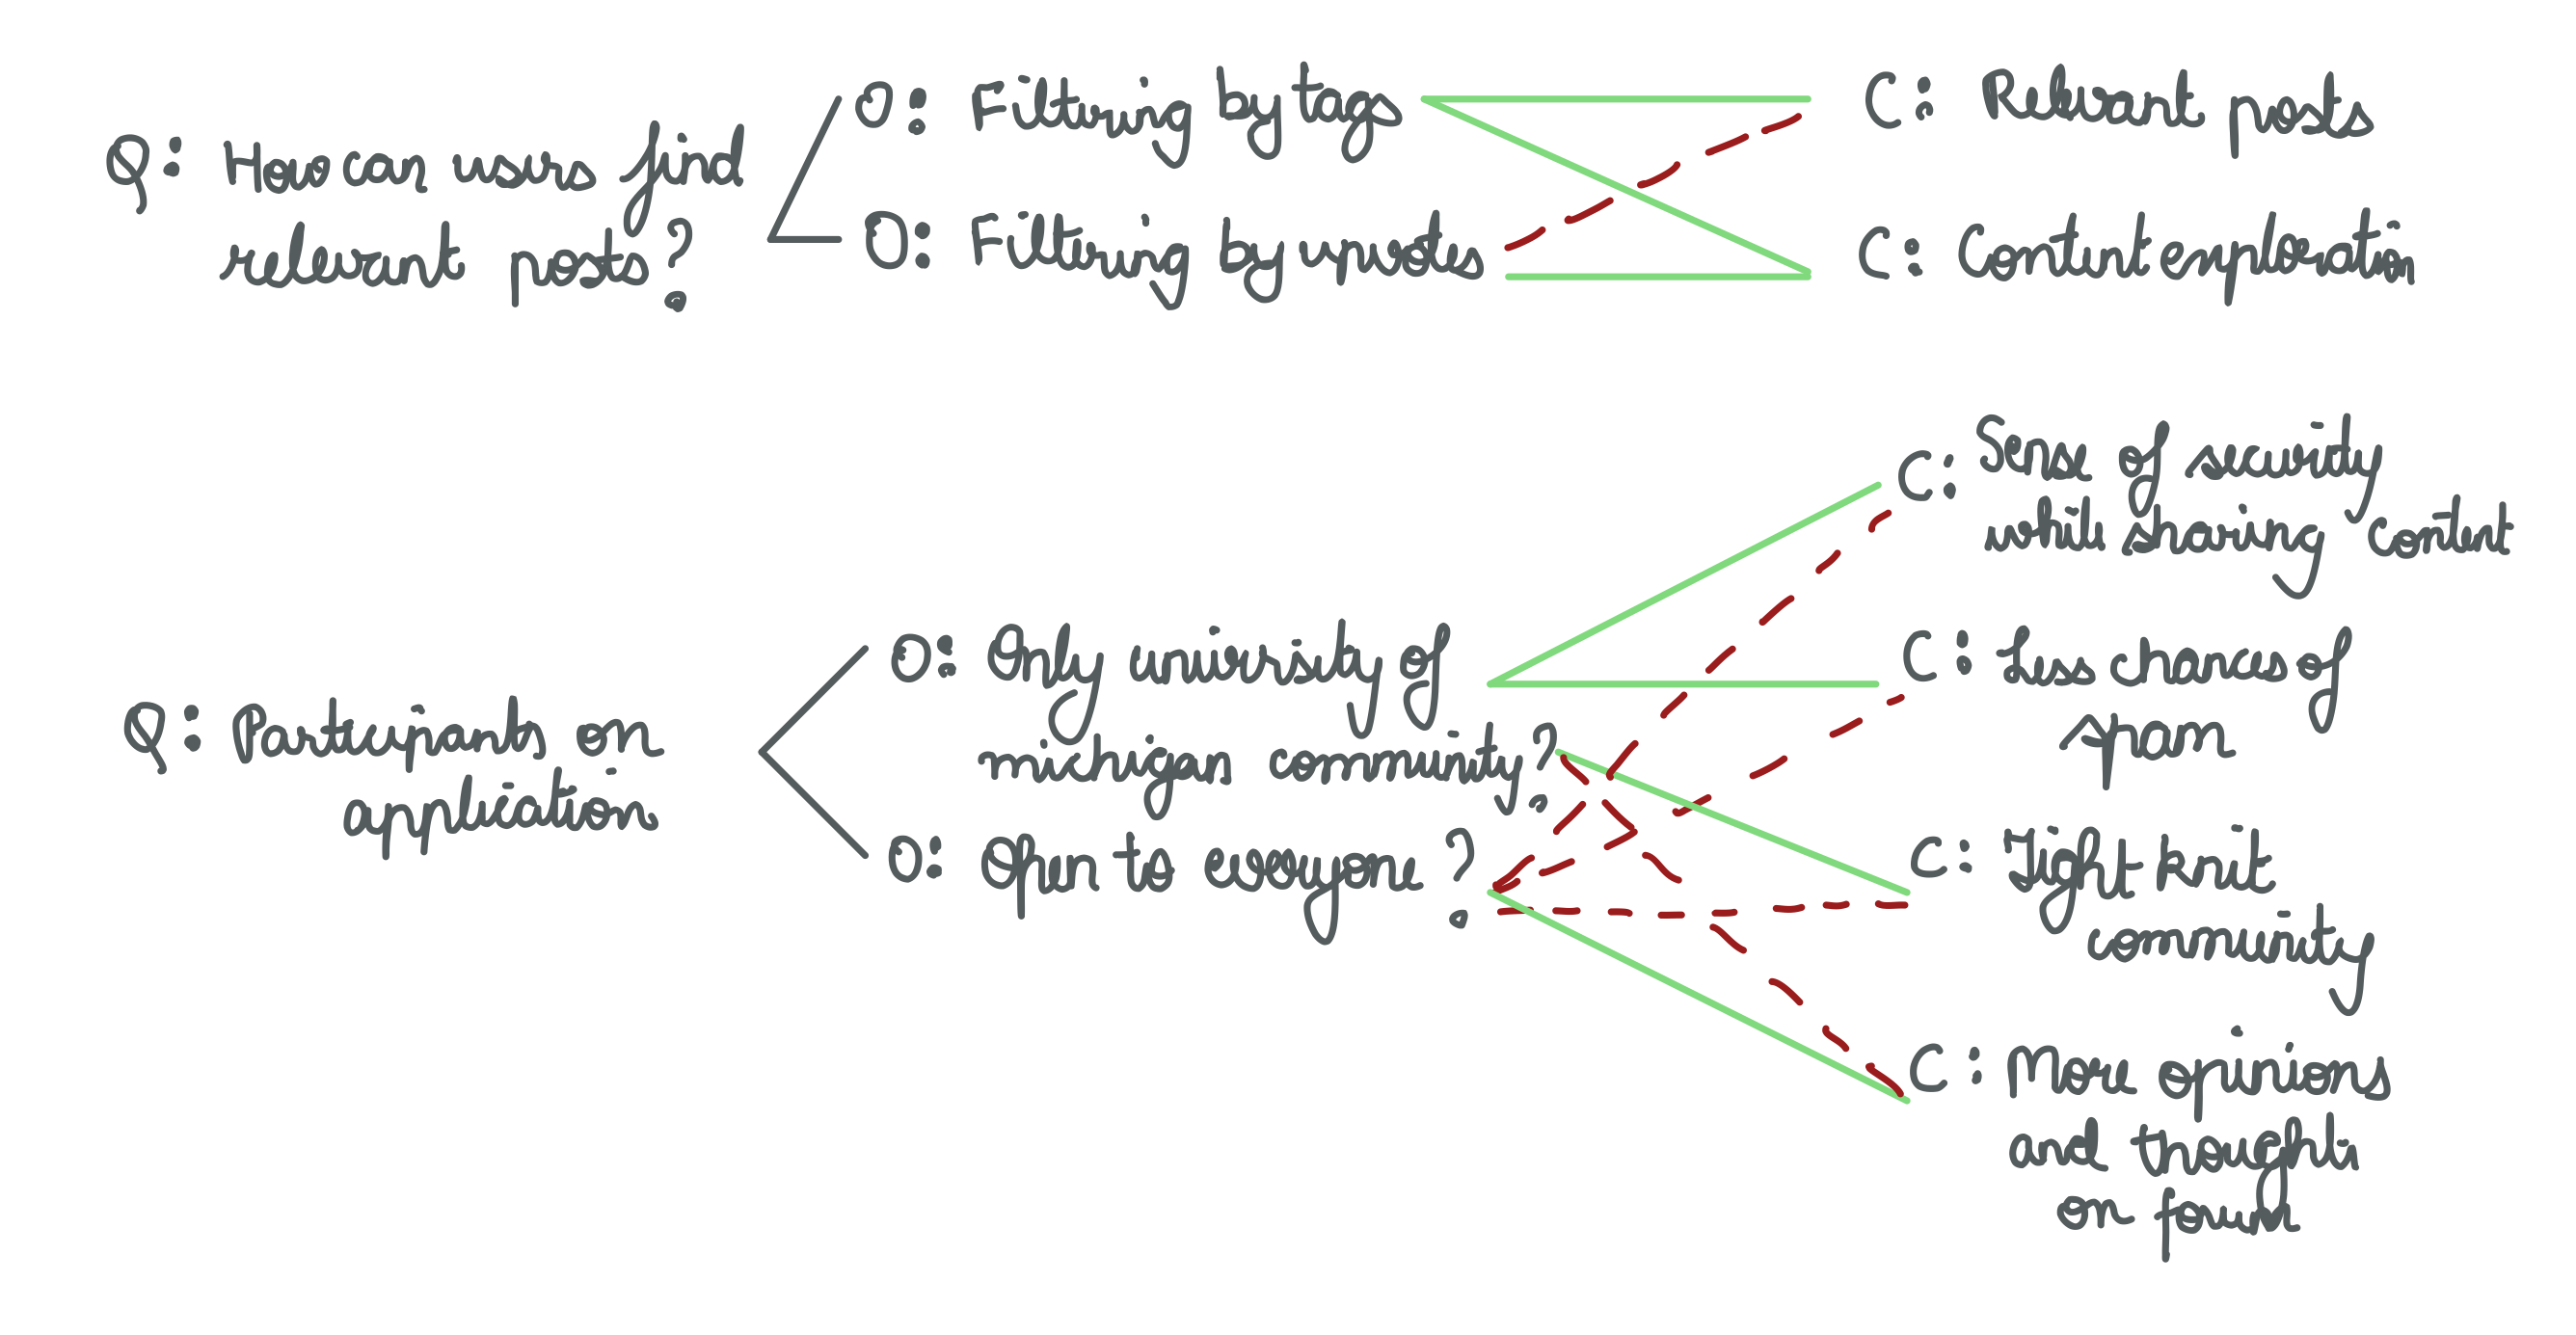 Q: How can users find
relevant posts?
O: Filtering by tags
O: Filtering by upvotes
C: Relevant posts
C: Content exploration
Q: Participants on
application
O: Only university of
michigan community?
O: Open to everyone?
C: Sense of security
while sharing content
C: Less chances of
spam
C: Tight knit
community
C: More opinions
and thoughts
on forum